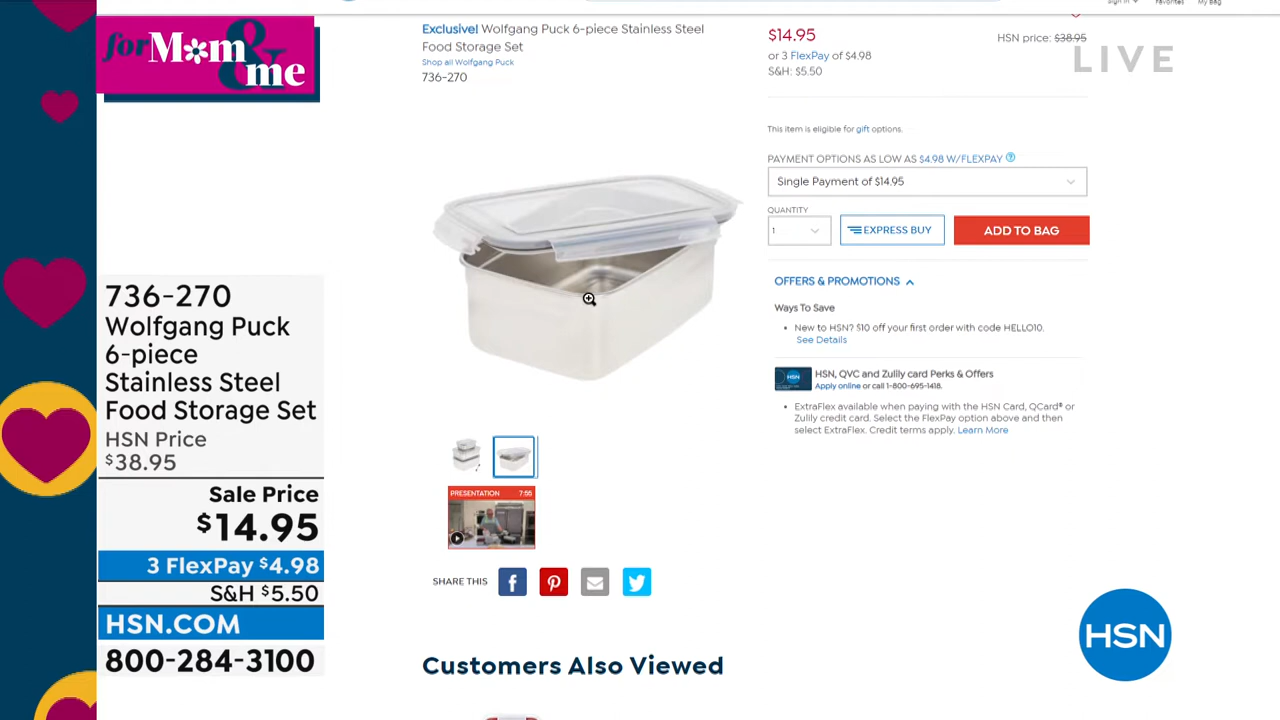 Sign In
Favorites
My Bag
for Mom
&
me
Exclusive! Wolfgang Puck 6-piece Stainless Steel
Food Storage Set
Shop all Wolfgang Puck
736-270
$14.95
HSN price: $38.95
or 3 FlexPay of $4.98
S&H: $5.50
LIVE
This item is eligible for gift options.
PAYMENT OPTIONS AS LOW AS $4.98 W/FLEXPAY ?
Single Payment of $14.95
QUANTITY
1
EXPRESS BUY
ADD TO BAG
OFFERS & PROMOTIONS
Ways To Save
• New to HSN? $10 off your first order with code HELLO10.
See Details
HSN
HSN, QVC and Zulily card Perks & Offers
Apply online or call 1-800-695-1418.
• ExtraFlex available when paying with the HSN Card, QCard® or
Zulily credit card. Select the FlexPay option above and then
select ExtraFlex. Credit terms apply. Learn More
736-270
Wolfgang Puck
6-piece
Stainless Steel
Food Storage Set
HSN Price
$38.95
Sale Price
$14.95
3 FlexPay $4.98
S&H $5.50
HSN.COM
800-284-3100
PRESENTATION 7:56
SHARE THIS
HSN
Customers Also Viewed